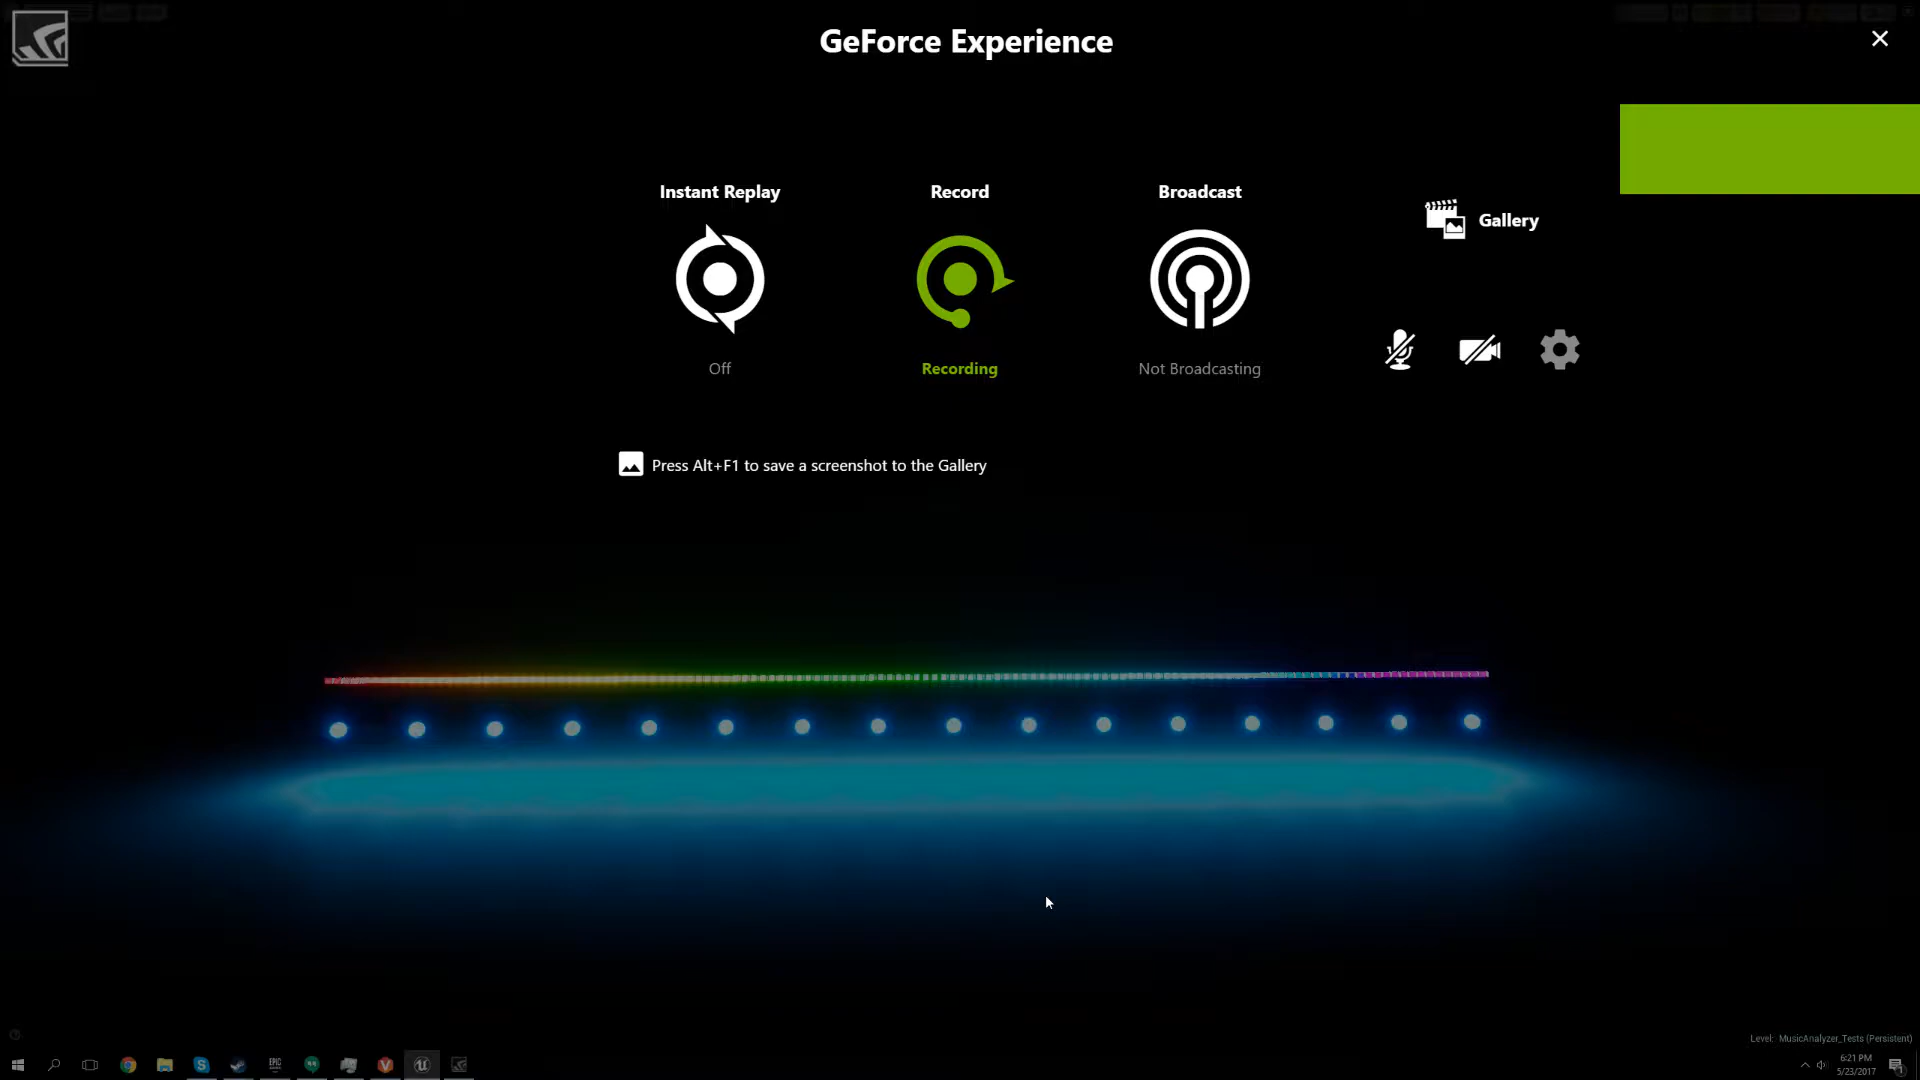 GeForce Experience
Instant Replay
Record
Broadcast
Gallery
Off
Recording
Not Broadcasting
Press Alt+F1 to save a screenshot to the Gallery
Level: MusicAnalyzer_Tests (Persistent)
EPIC
6:21 PM
5/23/2017